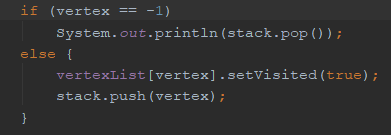 if (vertex == -1)
    System.out.println(stack.pop());
else {
    vertexList[vertex].setVisited(true);
    stack.push(vertex);
}